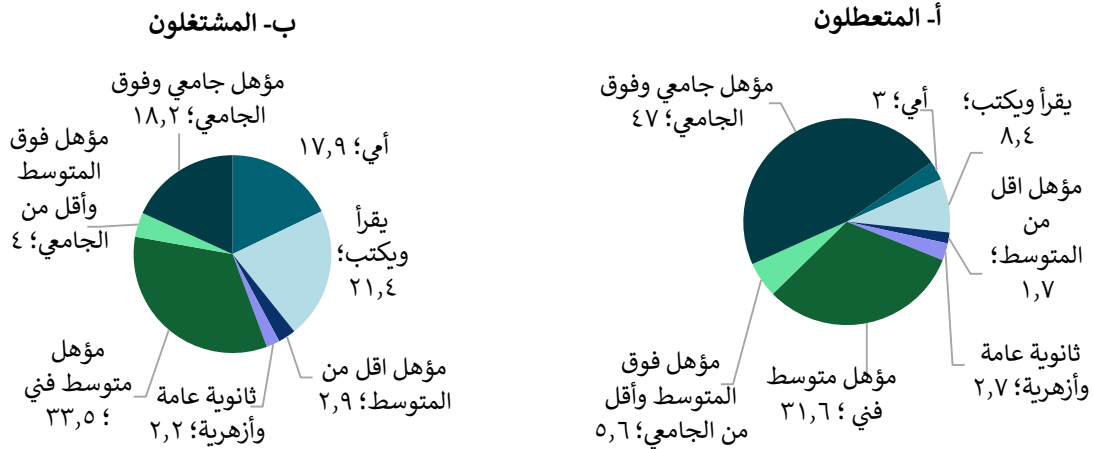 أ- المتعطلون
مؤهل جامعي وفوق
الجامعي؛ ٤٧
أمي؛ ٣
يقرأ ويكتب؛
٨,٤
مؤهل اقل
من
المتوسط؛
١,٧
ثانوية عامة
وأزهرية؛ ٢,٧
مؤهل متوسط
فني ؛ ٣١,٦
مؤهل فوق
المتوسط وأقل
من الجامعي؛ ٥,٦
ب- المشتغلون
مؤهل جامعي وفوق
الجامعي؛ ١٨,٢
أمي؛ ١٧,٩
يقرأ
ويكتب؛
٢١,٤
مؤهل اقل من
المتوسط؛ ٢,٩
ثانوية عامة
وأزهرية؛ ٢,٢
مؤهل
متوسط فني
؛ ٣٣,٥
مؤهل فوق
المتوسط
وأقل من
الجامعي؛ ٤